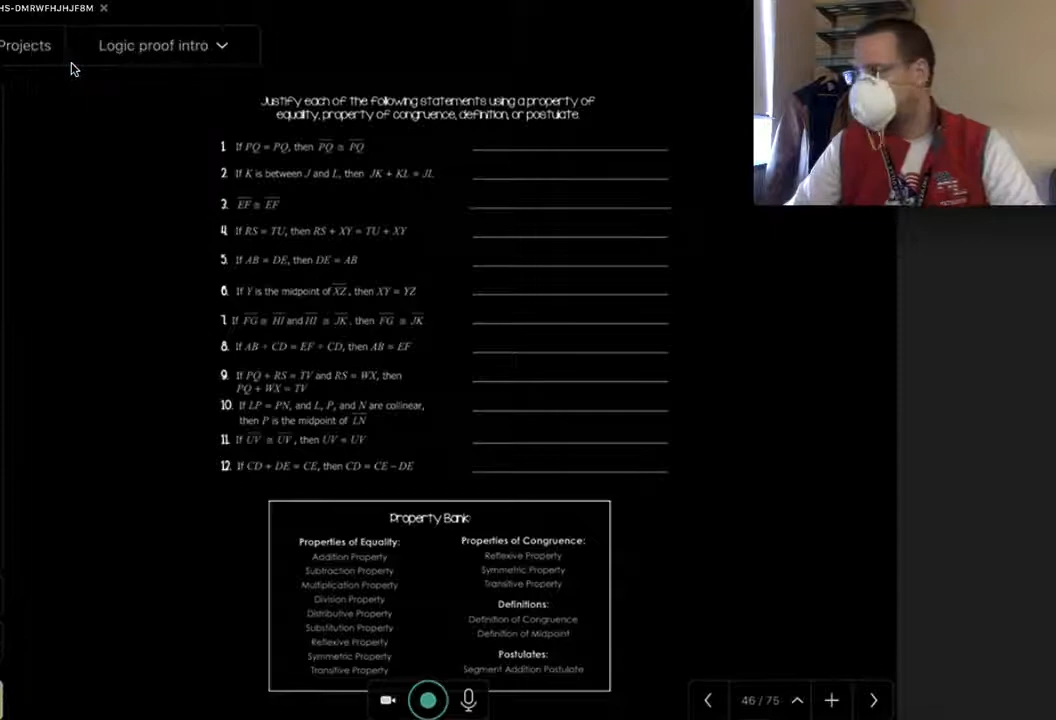 HS-DMRWFHJHJF8M ×
Projects
Logic proof intro
Justify each of the following statements using a property of
equality, property of congruence, definition, or postulate.
1. If PQ = PQ, then PQ ≅ PQ
2. If K is between J and L, then JK + KL = JL
3. EF ≅ EF
4. If RS = TU, then RS + XY = TU + XY
5. If AB = DE, then DE = AB
6. If Y is the midpoint of XZ, then XY = YZ
7. If FG ≅ HI and HI ≅ JK, then FG ≅ JK
8. If AB + CD = EF + CD, then AB = EF
9. If PQ + RS = TV and RS = WX, then
PQ + WX = TV
10. If LP = PN, and L, P, and N are collinear,
then P is the midpoint of LN
11. If UV ≅ UV, then UV = UV
12. If CD + DE = CE, then CD = CE – DE
Property Bank:
Properties of Equality:
Addition Property
Subtraction Property
Multiplication Property
Division Property
Distributive Property
Substitution Property
Reflexive Property
Symmetric Property
Transitive Property
Properties of Congruence:
Reflexive Property
Symmetric Property
Transitive Property
Definitions:
Definition of Congruence
Definition of Midpoint
Postulates:
Segment Addition Postulate
46 / 75